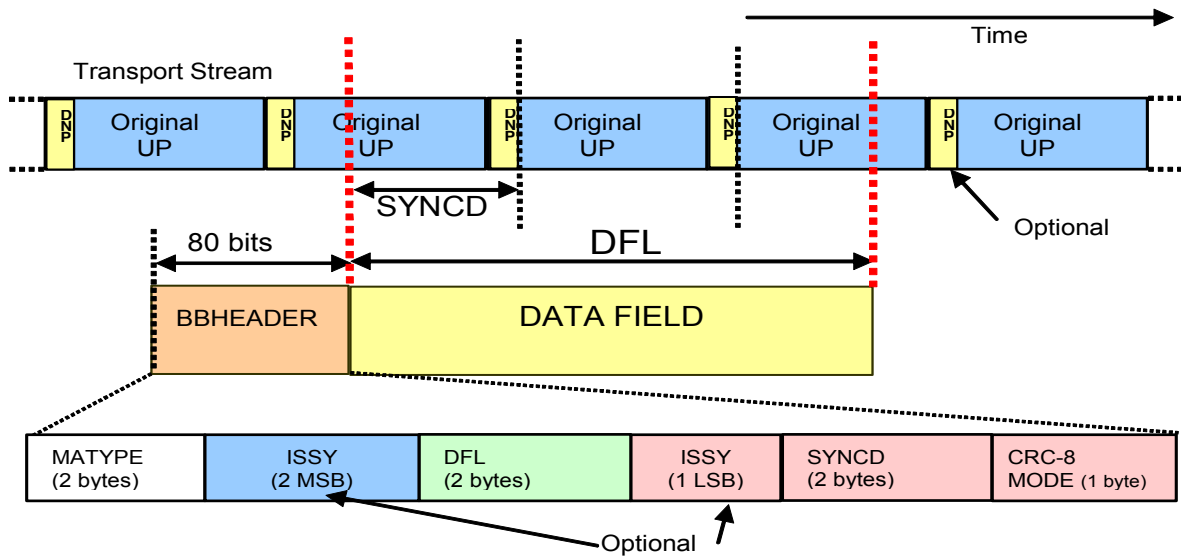 Time
Transport Stream
DNP
Original
UP
DNP
Original
UP
DNP
Original
UP
DNP
Original
UP
DNP
Original
UP
SYNCD
Optional
80 bits
DFL
BBHEADER
DATA FIELD
MATYPE
(2 bytes)
ISSY
(2 MSB)
DFL
(2 bytes)
ISSY
(1 LSB)
SYNCD
(2 bytes)
CRC-8
MODE (1 byte)
Optional